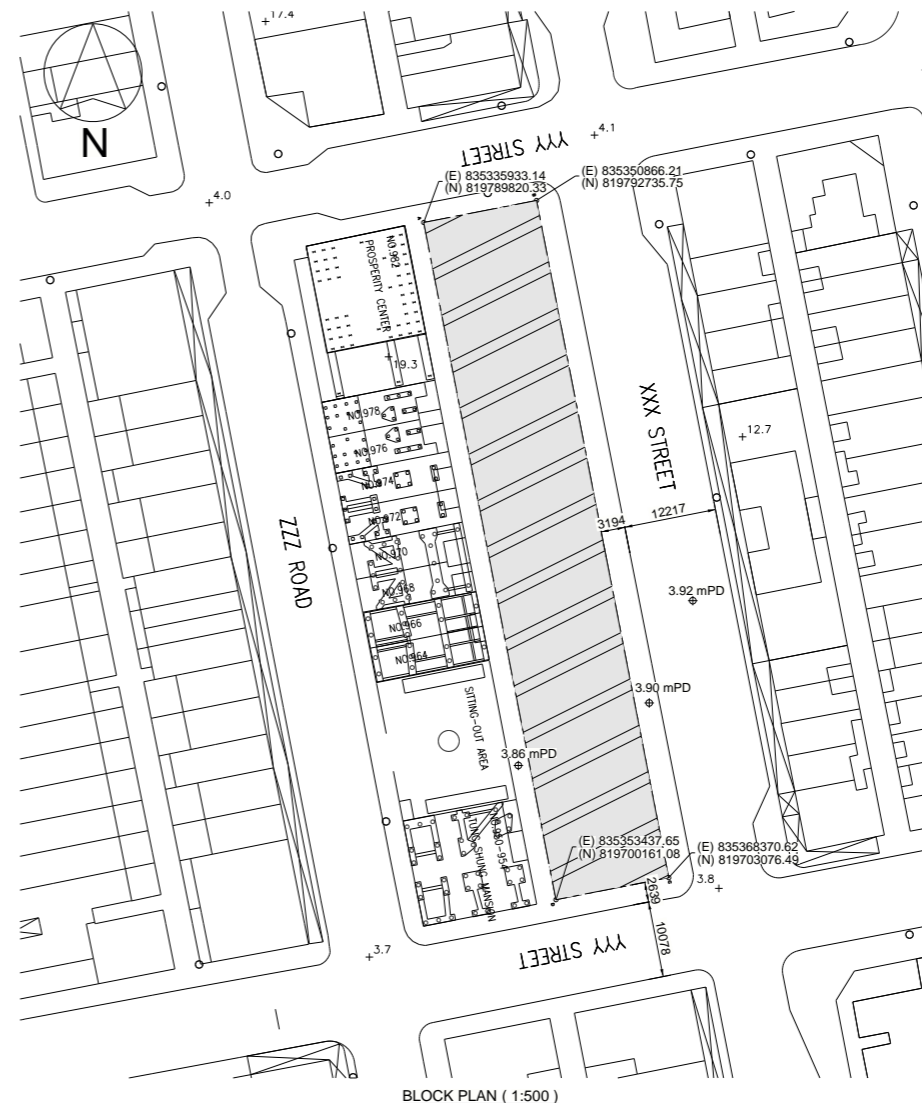 17.4
N
YYY STREET
4.1
(E) 835335933.14
(N) 819789820.33
(E) 835350866.21
(N) 819792735.75
4.0
NO.982
PROSPERITY CENTER
19.3
NO.978
NO.976
NO.974
NO.972
NO.970
NO.968
NO.966
NO.964
XXX STREET
12.7
ZZZ ROAD
3194
12217
3.92 mPD
3.90 mPD
SITTING-OUT AREA
3.86 mPD
NO.950-954
TUNG SHUNG MANSION
(E) 835353437.65
(N) 819700161.08
(E) 835368370.62
(N) 819703076.49
3.8
2639
10078
YYY STREET
3.7
BLOCK PLAN ( 1:500 )